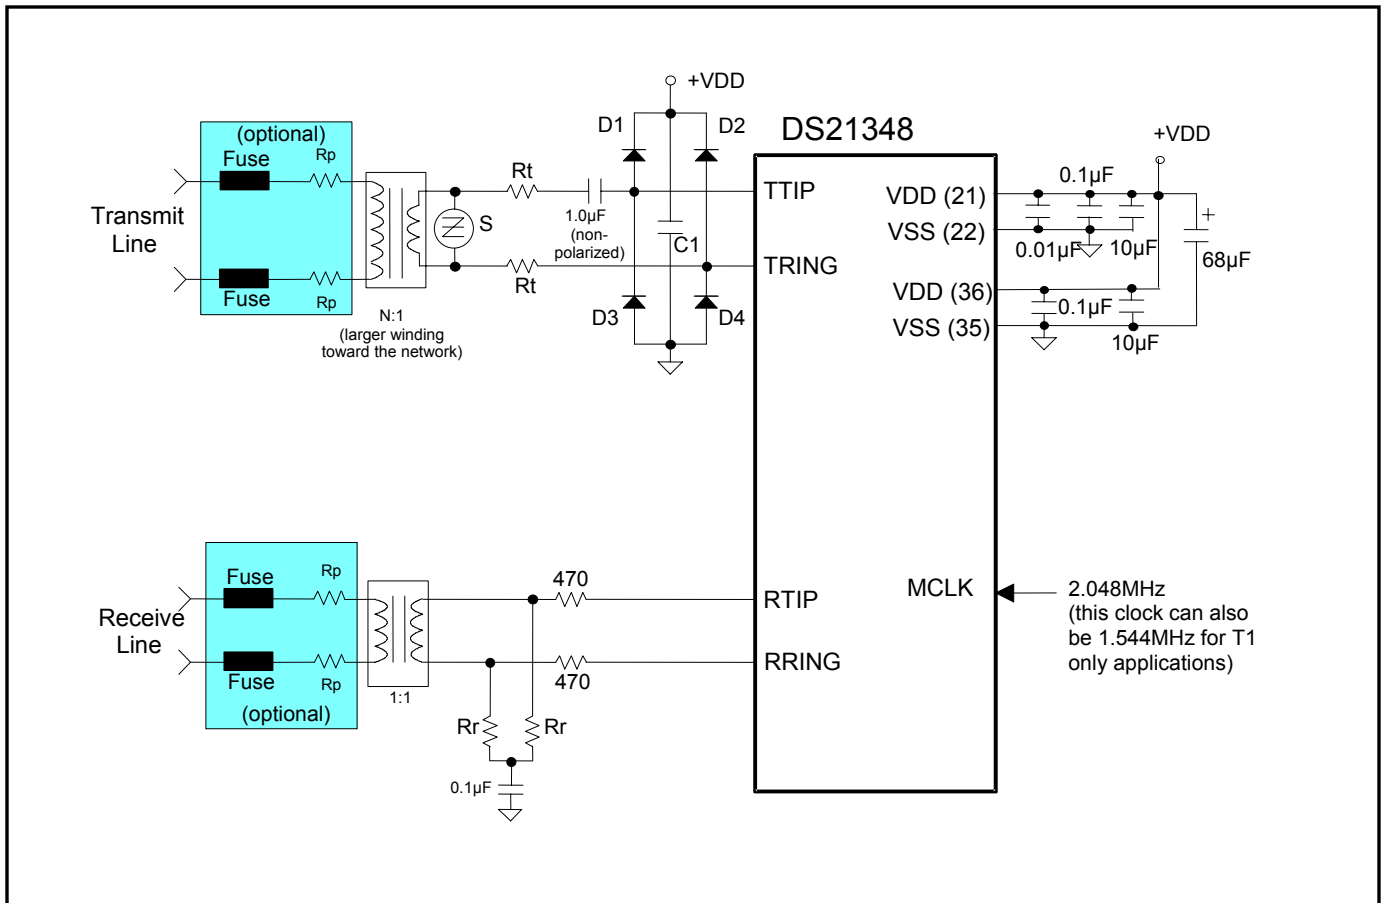 +VDD
D1
D2
DS21348
+VDD
(optional)
Fuse
Rp
Rt
0.1µF
TTIP
VDD (21)
1.0µF
(non-
polarized)
S
C1
+
Transmit
Line
VSS (22)
0.01µF
10µF
68µF
TRING
Rt
Fuse
Rp
VDD (36)
0.1µF
N:1
(larger winding
toward the network)
D3
D4
VSS (35)
10µF
Fuse
Rp
470
RTIP
MCLK
2.048MHz
(this clock can also
be 1.544MHz for T1
only applications)
Receive
Line
RRING
Fuse
Rp
470
1:1
(optional)
Rr
Rr
0.1µF